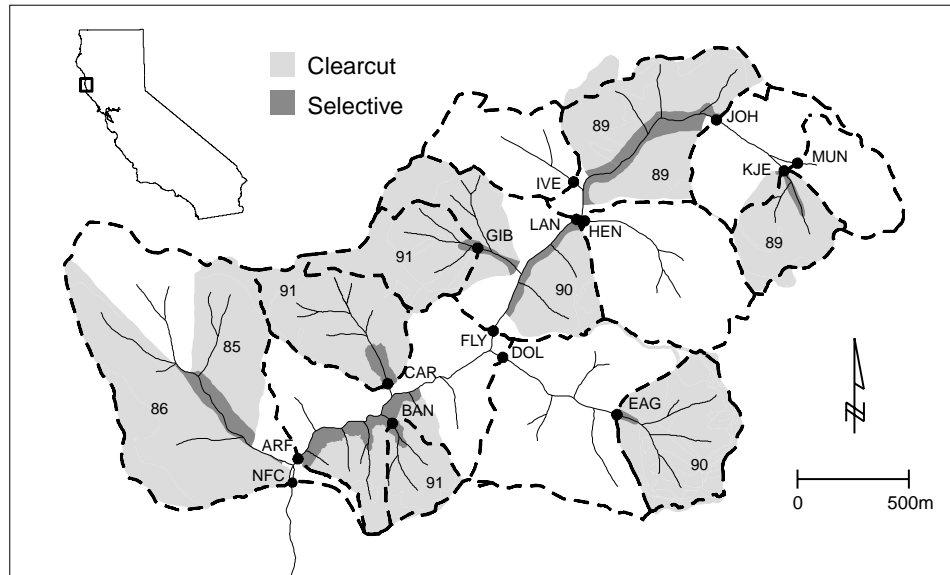 Clearcut
Selective
89
JOH
MUN
KJE
IVE
89
LAN
HEN
GIB
89
91
91
90
85
FLY
DOL
CAR
86
BAN
EAG
ARF
90
NFC
91
0
500m